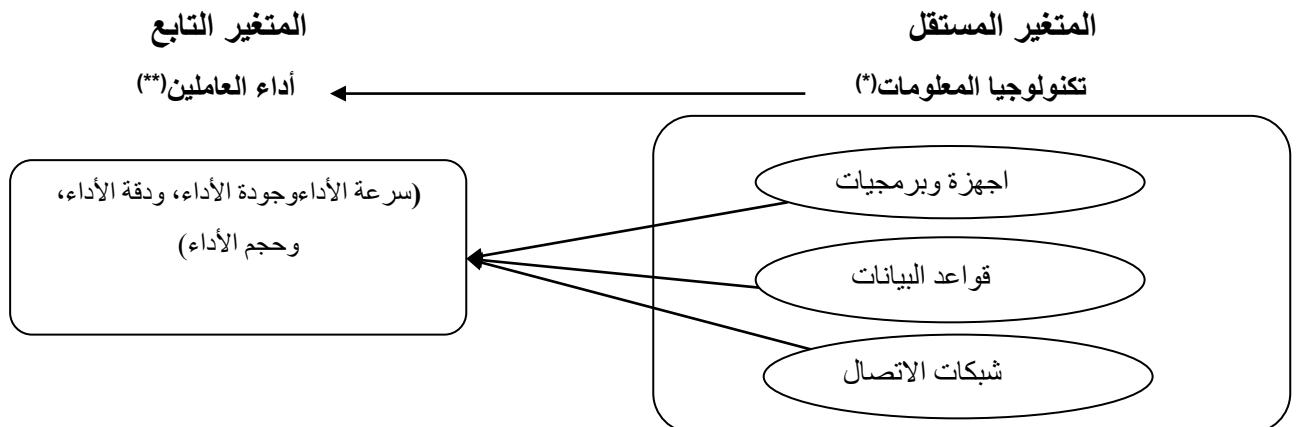 المتغير المستقل
المتغير التابع
تكنولوجيا المعلومات(*)
أداء العاملين(**)
اجهزة وبرمجيات
قواعد البيانات
شبكات الاتصال
(سرعة الأداءوجودة الأداء، ودقة الأداء،
وحجم الأداء)